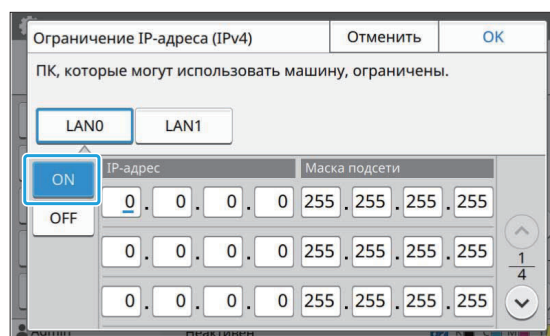 Ограничение IP-адреса (IPv4) Отменить OK
ПК, которые могут использовать машину, ограничены.
LAN0 LAN1
ON IP-адрес Маска подсети
0 . 0 . 0 . 0 255 . 255 . 255 . 255
OFF
0 . 0 . 0 . 0 255 . 255 . 255 . 255
1
4
0 . 0 . 0 . 0 255 . 255 . 255 . 255
Admin Неактивен